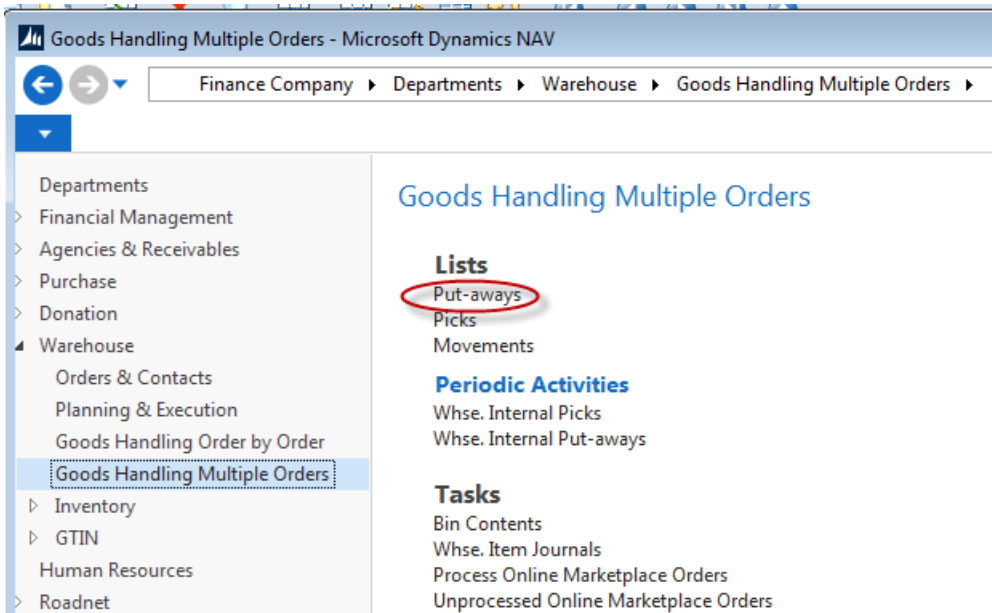 Goods Handling Multiple Orders - Microsoft Dynamics NAV
Finance Company Departments Warehouse Goods Handling Multiple Orders
Departments
Financial Management
Agencies & Receivables
Purchase
Donation
Warehouse
Orders & Contacts
Planning & Execution
Goods Handling Order by Order
Goods Handling Multiple Orders
Inventory
GTIN
Human Resources
Roadnet
Goods Handling Multiple Orders
Lists
Put-aways
Picks
Movements
Periodic Activities
Whse. Internal Picks
Whse. Internal Put-aways
Tasks
Bin Contents
Whse. Item Journals
Process Online Marketplace Orders
Unprocessed Online Marketplace Orders